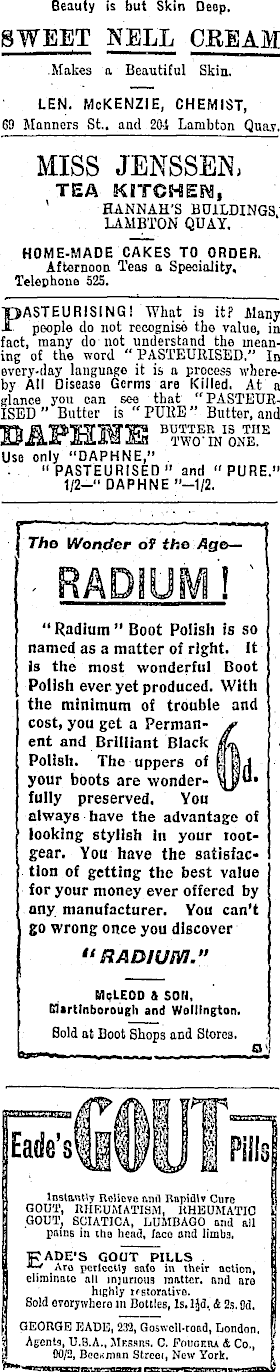 Beauty is but Skin Deep.
SWEET NELL CREAM
Makes a Beautiful Skin.
LEN. McKENZIE, CHEMIST,
69 Manners St., and 204 Lambton Quay.
MISS JENSSEN,
TEA KITCHEN,
HANNAH'S BUILDINGS,
LAMBTON QUAY.
HOME-MADE CAKES TO ORDER.
Afternoon Teas a Speciality.
Telephone 525.
PASTEURISING! What is it? Many
people do not recognise the value, in
fact, many do not understand the mean-
ing of the word "PASTEURISED." In
every-day language it is a process where-
by All Disease Germs are Killed. At a
glance you can see that "PASTEUR-
ISED" Butter is "PURE" Butter, and
DAPHNE BUTTER IS THE
TWO IN ONE.
Use only "DAPHNE,"
"PASTEURISED" and "PURE."
1/2—"DAPHNE"—1/2.
The Wonder of the Age—
RADIUM!
"Radium" Boot Polish is so
named as a matter of right. It
is the most wonderful Boot
Polish ever yet produced. With
the minimum of trouble and
cost, you get a Perman-
ent and Brilliant Black
Polish. The uppers of
your boots are wonder-
fully preserved. You
6d.
always have the advantage of
looking stylish in your foot-
gear. You have the satisfac-
tion of getting the best value
for your money ever offered by
any manufacturer. You can't
go wrong once you discover
"RADIUM."
McLEOD & SON,
Martinborough and Wellington.
Sold at Boot Shops and Stores.
Eade's GOUT Pills
Instantly Relieve and Rapidly Cure
GOUT, RHEUMATISM, RHEUMATIC
GOUT, SCIATICA, LUMBAGO and all
pains in the head, face and limbs.
EADE'S GOUT PILLS
Are perfectly safe in their action,
eliminate all injurious matter, and are
highly restorative.
Sold everywhere in Bottles, 1s. 1½d. & 2s. 9d.
GEORGE EADE, 232, Goswell-road, London.
Agents, U.S.A., MESSRS. C. FOUGERA & CO.,
90/2, Beekman Street, New York.